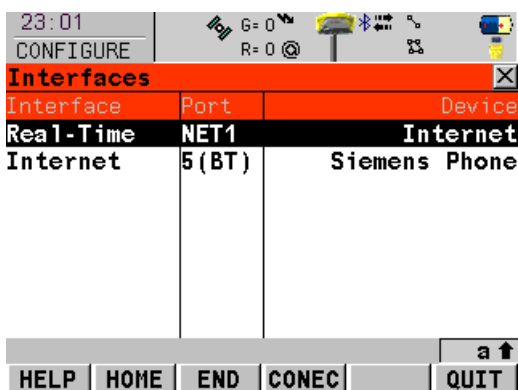 23:01
G= 0
CONFIGURE
R= 0 @
Interfaces
Interface Port Device
Real-Time NET1 Internet
Internet 5(BT) Siemens Phone
a
HELP HOME END CONEC QUIT